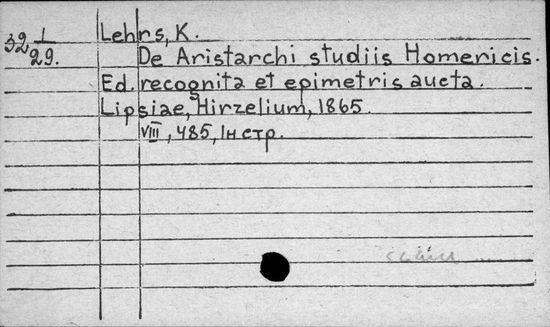 32 1/29.
Lehrs, K.
De Aristarchi studiis Homericis.
Ed. recognita et epimetris aucta.
Lipsiae, Hirzelium, 1865.
VIII, 485, 1н стр.